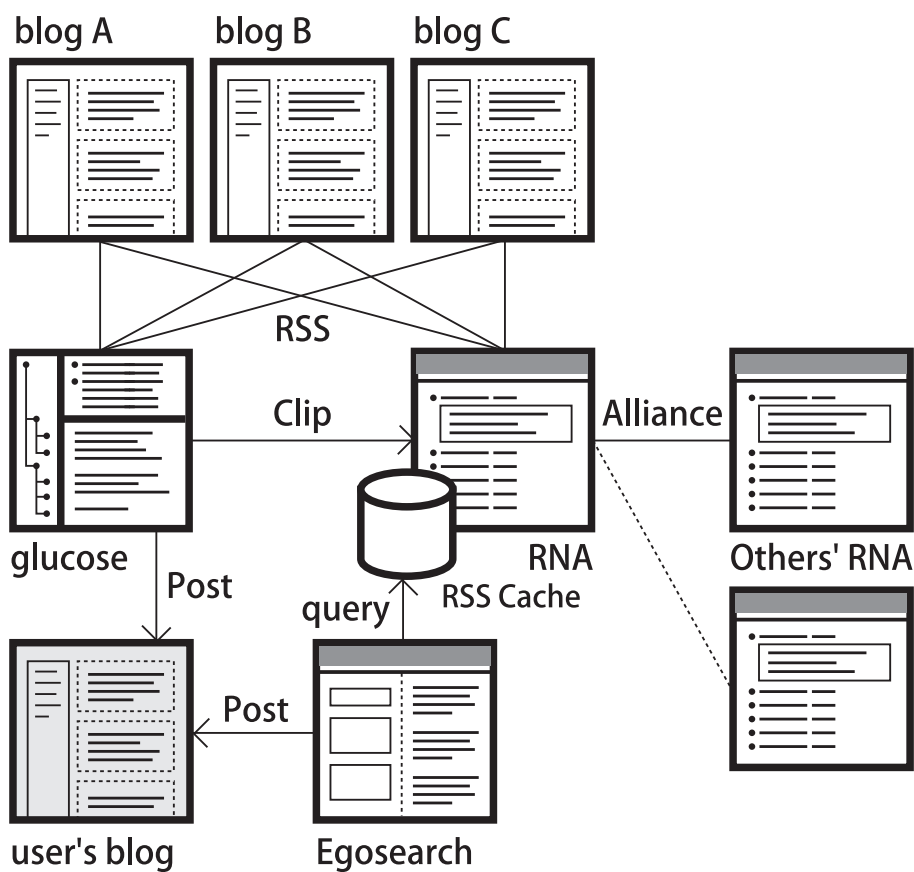 blog A
blog B
blog C
RSS
Clip
Alliance
glucose
RNA
Others' RNA
Post
query
RSS Cache
Post
user's blog
Egosearch